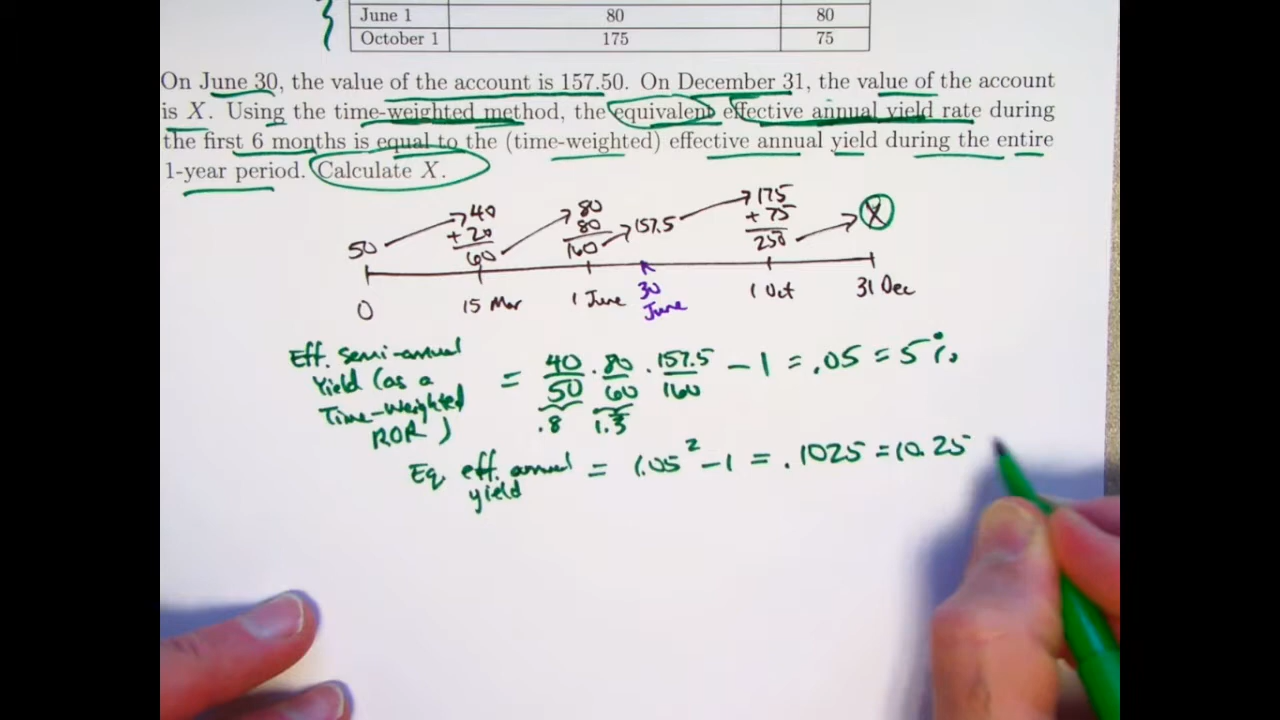 June 1 80 80
October 1 175 75
On June 30, the value of the account is 157.50. On December 31, the value of the account
is X. Using the time-weighted method, the equivalent effective annual yield rate during
the first 6 months is equal to the (time-weighted) effective annual yield during the entire
1-year period. Calculate X.
50 40 + 20 60 80 80 160 157.5 175 + 75 250 X
0 15 Mar 1 June 30 June 1 Oct 31 Dec
Eff. semi-annual
Yield (as a
Time-Weighted
ROR) = 40/50 · 80/60 · 157.5/160 - 1 = .05 = 5%
.8 1.3
Eq. eff. annual
yield = 1.05² - 1 = .1025 = 10.25